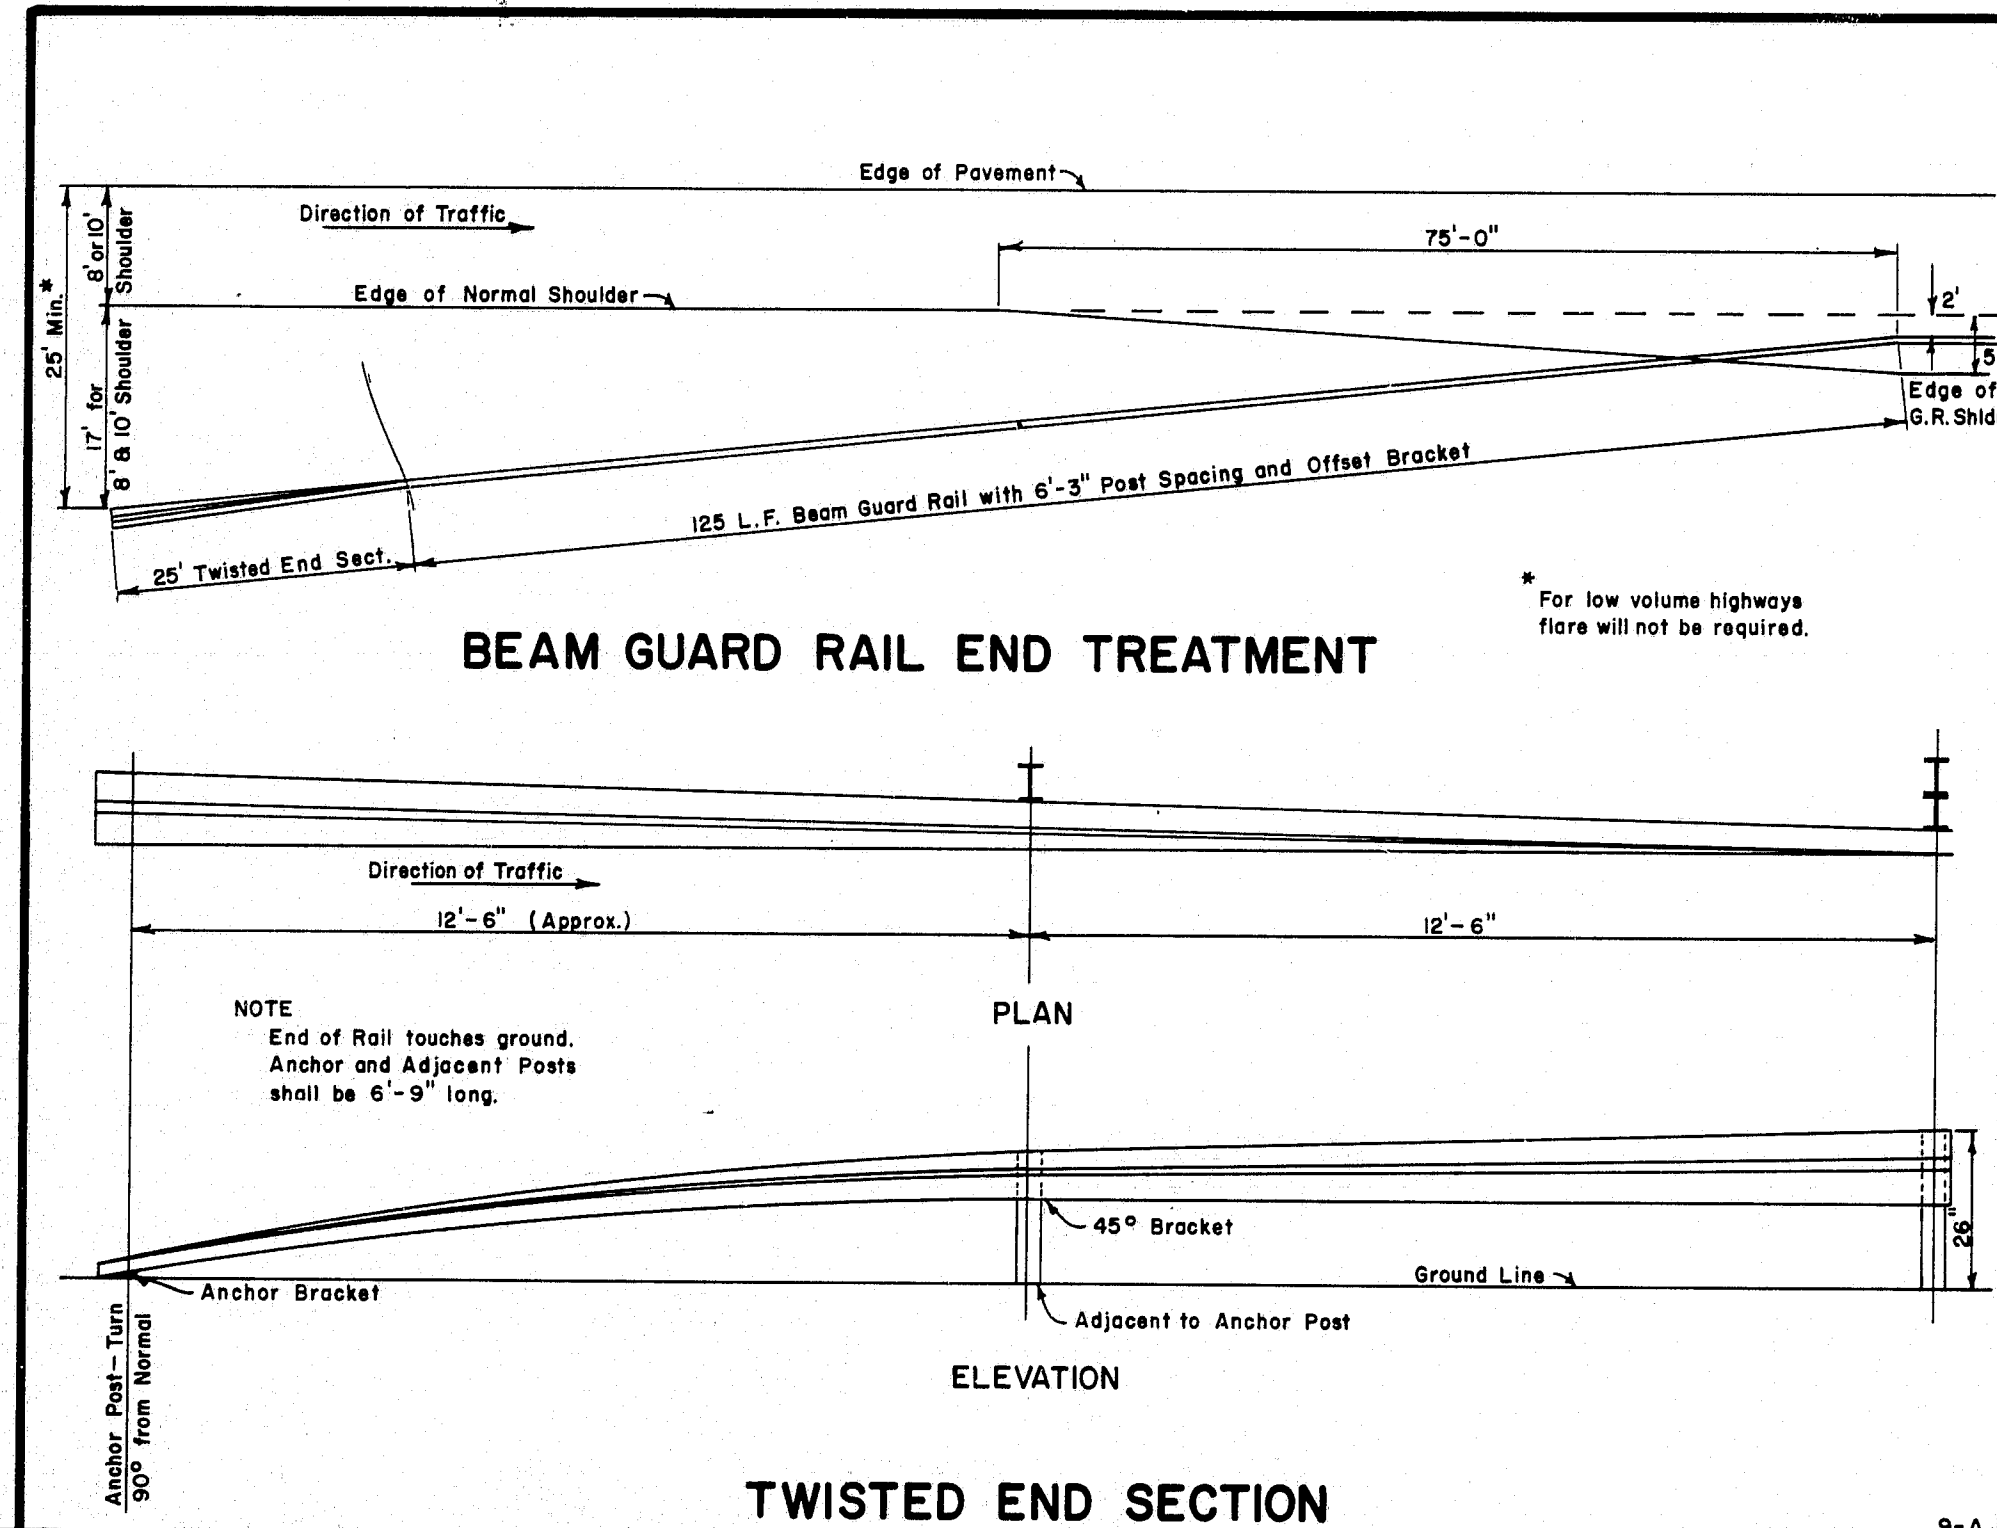 Edge of Pavement
Direction of Traffic
75'-0"
8' or 10'
Shoulder
25' Min.*
Edge of Normal Shoulder
2'
17' for
8' & 10' Shoulder
5
Edge of
G.R. Shld
125 L.F. Beam Guard Rail with 6'-3" Post Spacing and Offset Bracket
25' Twisted End Sect.
*
For low volume highways
flare will not be required.
BEAM GUARD RAIL END TREATMENT
Direction of Traffic
12'-6" (Approx.)
12'-6"
NOTE
End of Rail touches ground.
Anchor and Adjacent Posts
shall be 6'-9" long.
PLAN
45° Bracket
26"
Ground Line
Anchor Bracket
Adjacent to Anchor Post
Anchor Post-Turn
90° from Normal
ELEVATION
TWISTED END SECTION